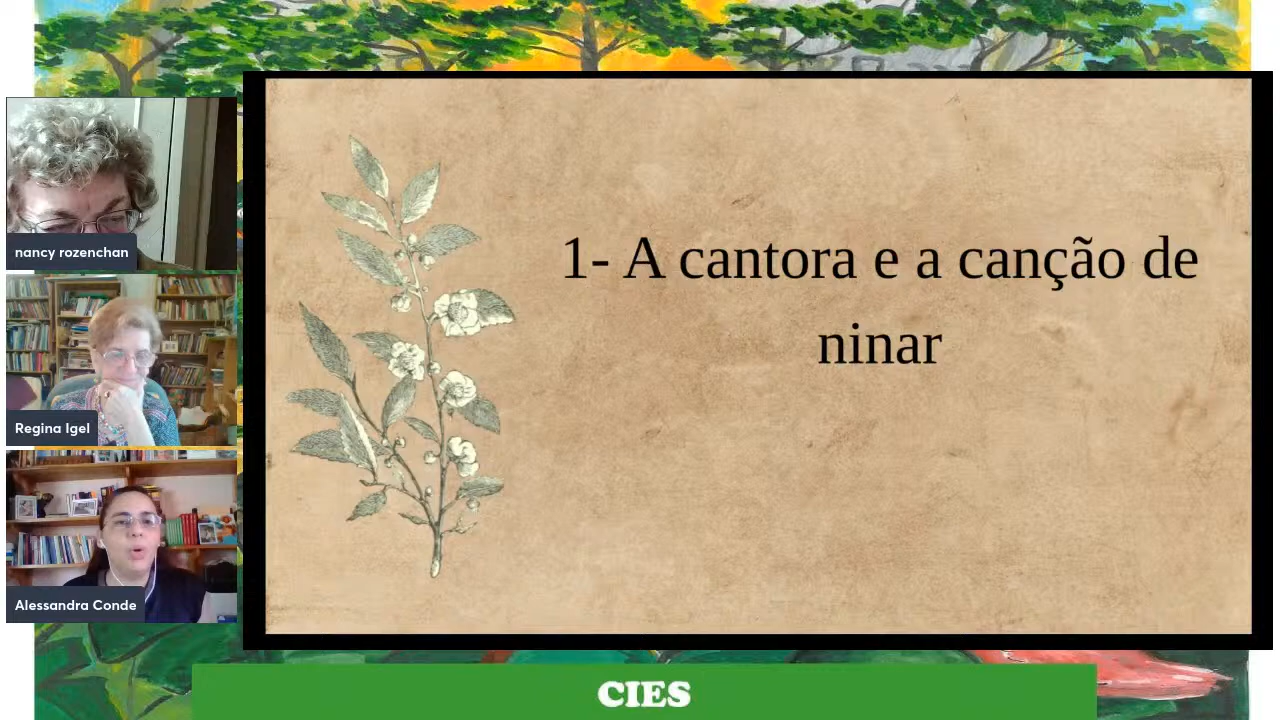 nancy rozenchan
Regina Igel
Alessandra Conde
1- A cantora e a canção de
ninar
CIES